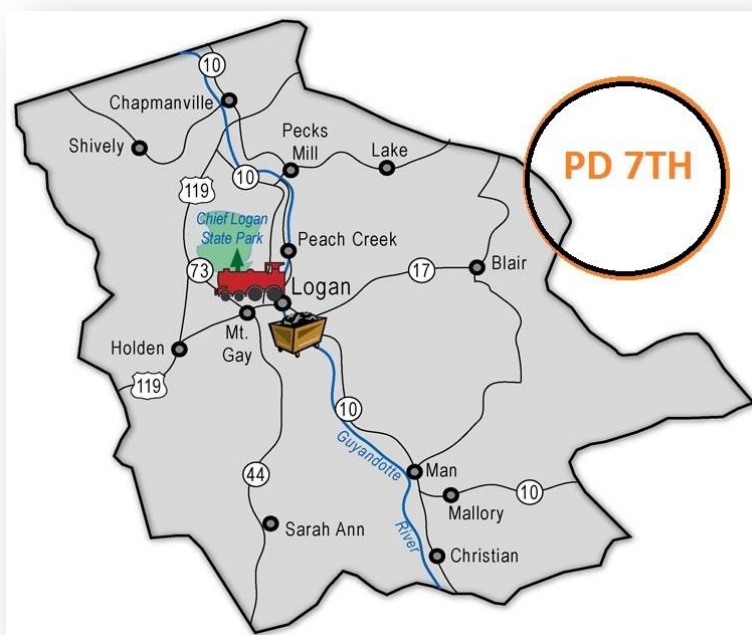 10
Chapmanville
Shively
Pecks
Mill
Lake
PD 7TH
119
10
Chief Logan
State Park
Peach Creek
73
17
Blair
Logan
Mt.
Gay
Holden
119
10
Guyandotte
River
44
Man
10
Mallory
Sarah Ann
Christian